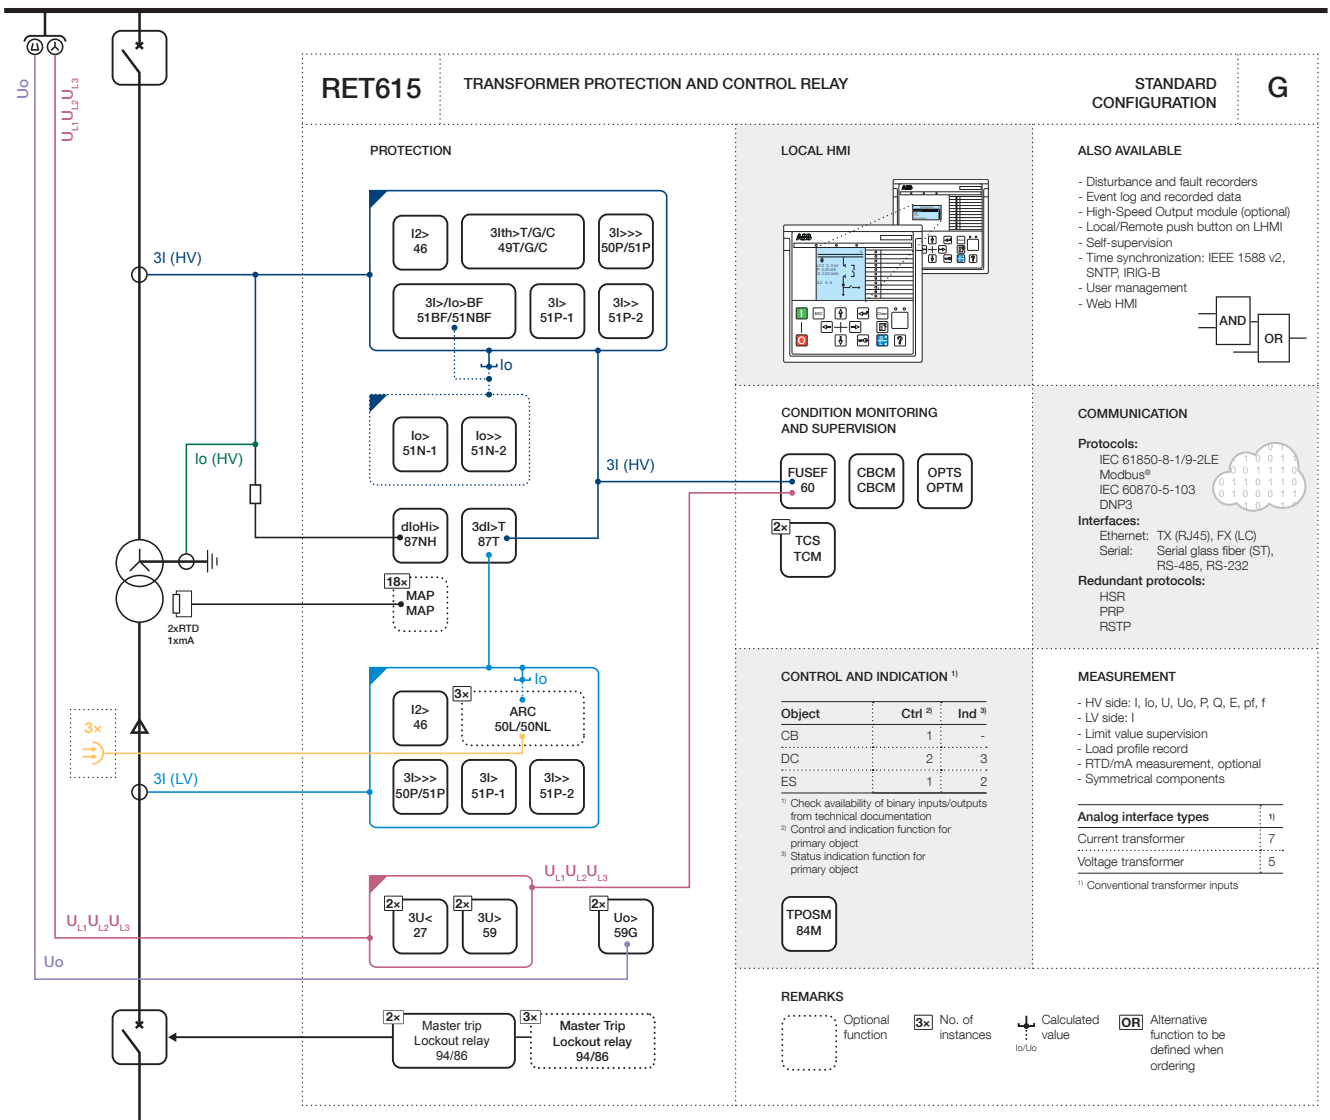 RET615
TRANSFORMER PROTECTION AND CONTROL RELAY
STANDARD
CONFIGURATION
G
Uo
UL1UL2UL3
3I (HV)
Io (HV)
2xRTD
1xmA
3×
3I (LV)
UL1UL2UL3
Uo
PROTECTION
I2>
46
3Ith>T/G/C
49T/G/C
3I>>>
50P/51P
3I>/Io>BF
51BF/51NBF
3I>
51P-1
3I>>
51P-2
Io
Io>
51N-1
Io>>
51N-2
3I (HV)
dIoHi>
87NH
3dI>T
87T
18×
MAP
MAP
Io
I2>
46
3×
ARC
50L/50NL
3I>>>
50P/51P
3I>
51P-1
3I>>
51P-2
UL1UL2UL3
2×
3U<
27
2×
3U>
59
2×
Uo>
59G
2×
Master trip
Lockout relay
94/86
3×
Master Trip
Lockout relay
94/86
LOCAL HMI
ABB
ABB
ESC
I
O
?
?
CONDITION MONITORING
AND SUPERVISION
FUSEF
60
CBCM
CBCM
OPTS
OPTM
2×
TCS
TCM
CONTROL AND INDICATION 1)
Object Ctrl 2) Ind 3)
CB 1 -
DC 2 3
ES 1 2
1) Check availability of binary inputs/outputs
from technical documentation
2) Control and indication function for
primary object
3) Status indication function for
primary object
TPOSM
84M
ALSO AVAILABLE
- Disturbance and fault recorders
- Event log and recorded data
- High-Speed Output module (optional)
- Local/Remote push button on LHMI
- Self-supervision
- Time synchronization: IEEE 1588 v2,
SNTP, IRIG-B
- User management
- Web HMI
AND
OR
COMMUNICATION
Protocols:
IEC 61850-8-1/9-2LE
Modbus®
IEC 60870-5-103
DNP3
Interfaces:
Ethernet: TX (RJ45), FX (LC)
Serial: Serial glass fiber (ST),
RS-485, RS-232
Redundant protocols:
HSR
PRP
RSTP
MEASUREMENT
- HV side: I, Io, U, Uo, P, Q, E, pf, f
- LV side: I
- Limit value supervision
- Load profile record
- RTD/mA measurement, optional
- Symmetrical components
Analog interface types 1)
Current transformer 7
Voltage transformer 5
1) Conventional transformer inputs
REMARKS
Optional
function
3×
No. of
instances
Io/Uo
Calculated
value
OR
Alternative
function to be
defined when
ordering